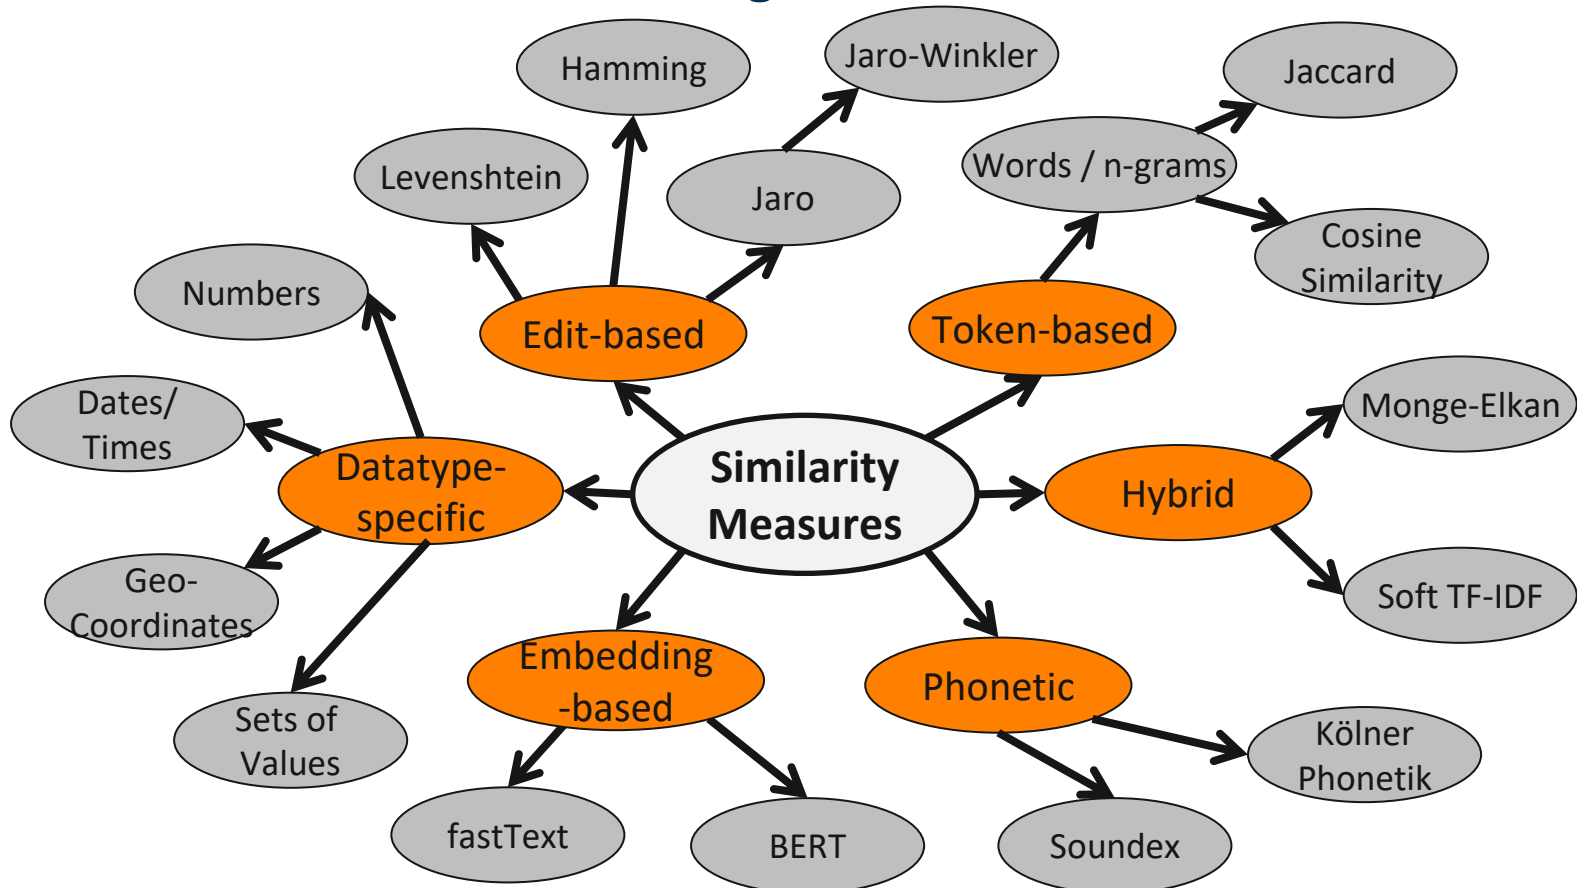 Hamming
Jaro-Winkler
Jaccard
Levenshtein
Jaro
Words / n-grams
Cosine
Similarity
Numbers
Edit-based
Token-based
Dates/
Times
Monge-Elkan
Datatype-
specific
Similarity
Measures
Hybrid
Geo-
Coordinates
Soft TF-IDF
Embedding
-based
Phonetic
Sets of
Values
Kölner
Phonetik
fastText
BERT
Soundex